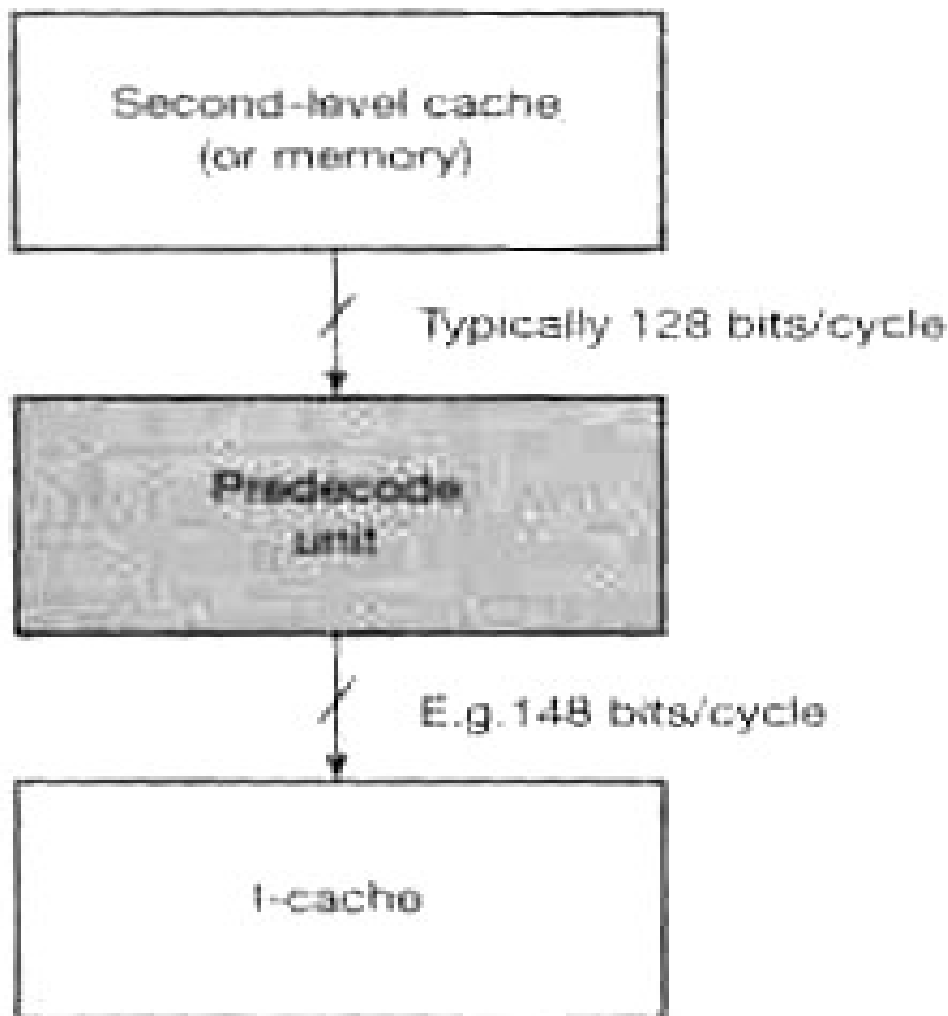 Second-level cache
(or memory)
Typically 128 bits/cycle
Predecode
unit
E.g. 148 bits/cycle
I-cache